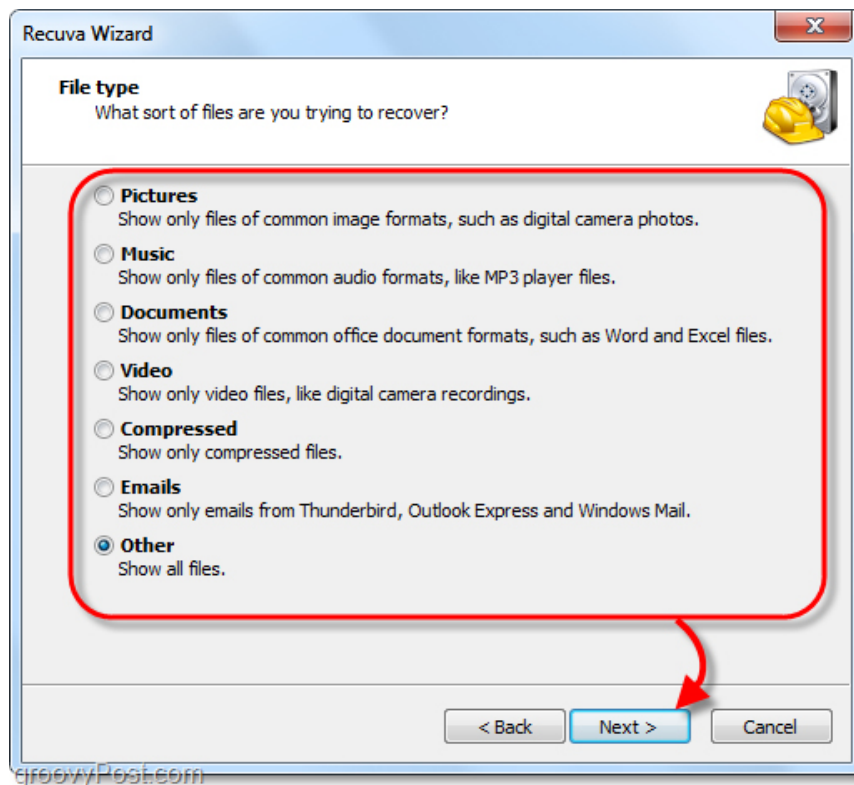 Recuva Wizard
File type
What sort of files are you trying to recover?
Pictures
Show only files of common image formats, such as digital camera photos.
Music
Show only files of common audio formats, like MP3 player files.
Documents
Show only files of common office document formats, such as Word and Excel files.
Video
Show only video files, like digital camera recordings.
Compressed
Show only compressed files.
Emails
Show only emails from Thunderbird, Outlook Express and Windows Mail.
Other
Show all files.
< Back Next > Cancel
groovyPost.com